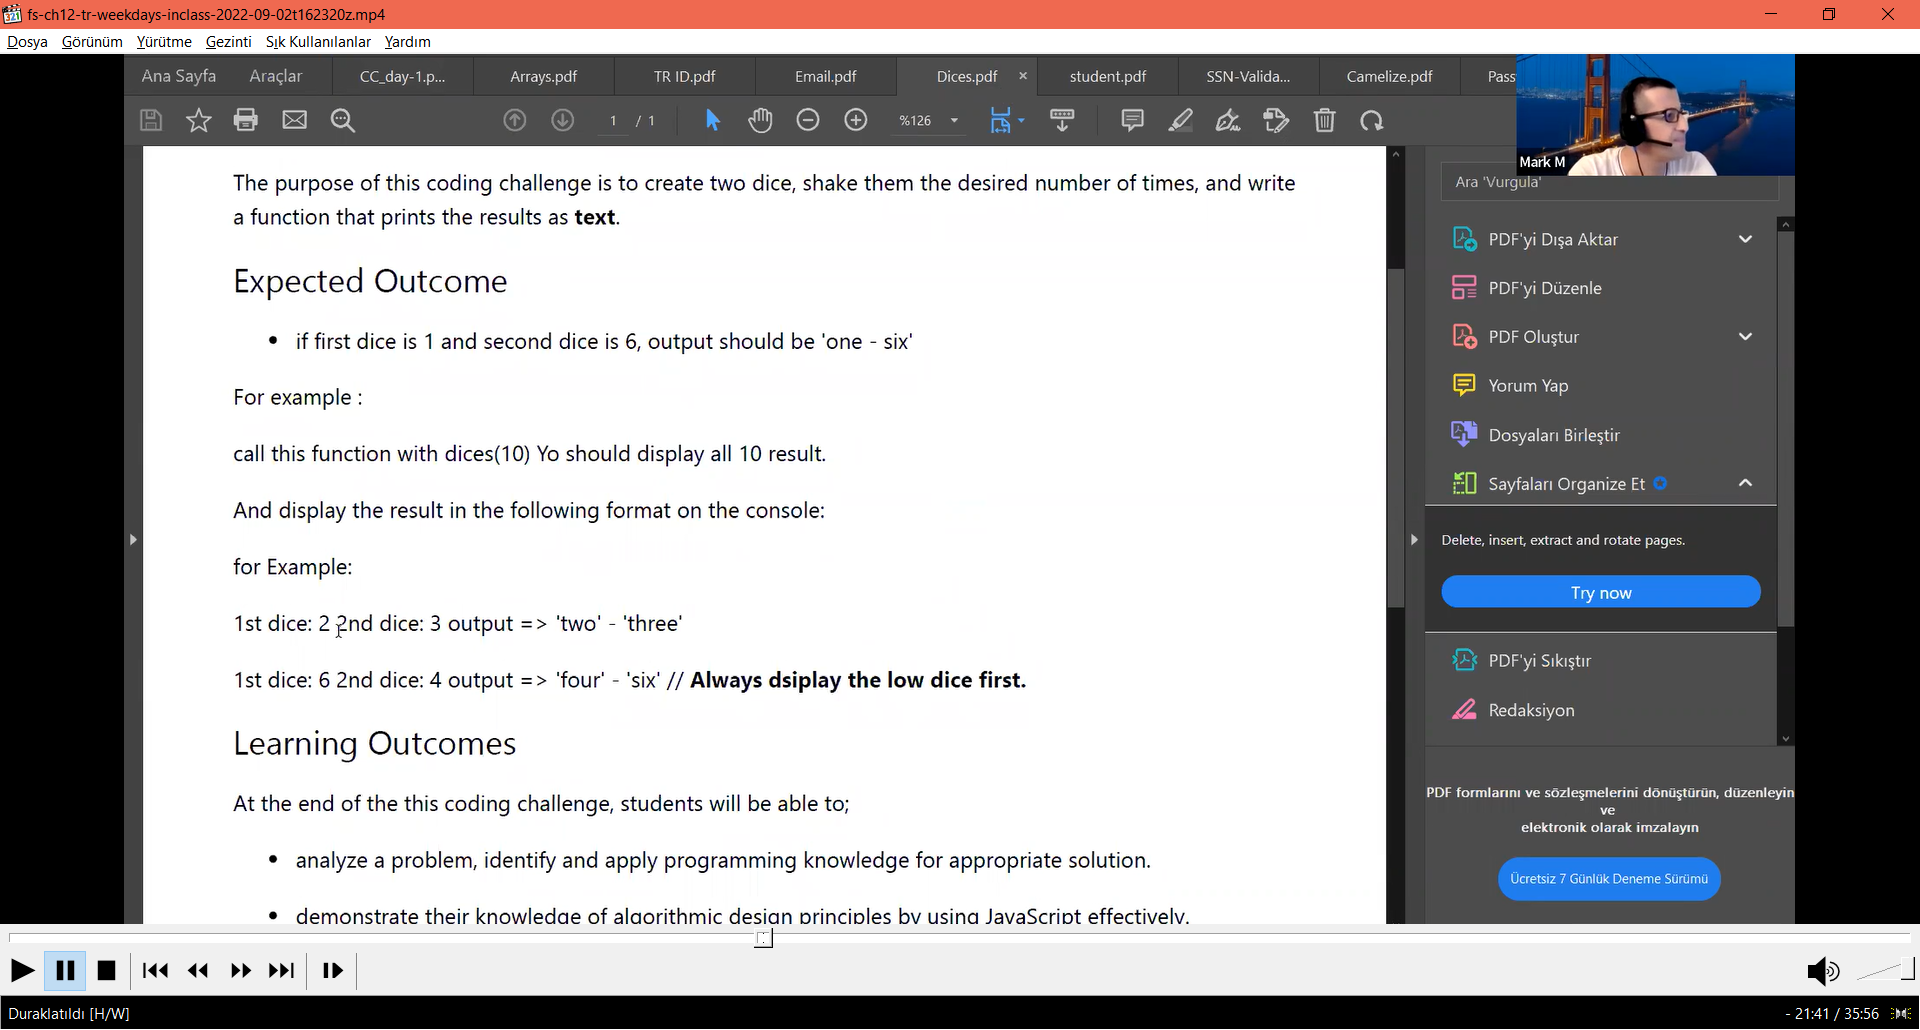 fs-ch12-tr-weekdays-inclass-2022-09-02t162320z.mp4
Dosya Görünüm Yürütme Gezinti Sık Kullanılanlar Yardım
Ana Sayfa Araçlar CC_day-1.p... Arrays.pdf TR ID.pdf Email.pdf Dices.pdf × student.pdf SSN-Valida... Camelize.pdf Pass
1 / 1 %126
Mark M
Ara 'Vurgula'
The purpose of this coding challenge is to create two dice, shake them the desired number of times, and write
a function that prints the results as text.
Expected Outcome
• if first dice is 1 and second dice is 6, output should be 'one - six'
For example :
call this function with dices(10) Yo should display all 10 result.
And display the result in the following format on the console:
for Example:
1st dice: 2 2nd dice: 3 output => 'two' - 'three'
1st dice: 6 2nd dice: 4 output => 'four' - 'six' // Always dsiplay the low dice first.
Learning Outcomes
At the end of the this coding challenge, students will be able to;
• analyze a problem, identify and apply programming knowledge for appropriate solution.
• demonstrate their knowledge of algorithmic design principles by using JavaScript effectively.
PDF'yi Dışa Aktar
PDF'yi Düzenle
PDF Oluştur
Yorum Yap
Dosyaları Birleştir
Sayfaları Organize Et
Delete, insert, extract and rotate pages.
Try now
PDF'yi Sıkıştır
Redaksiyon
PDF formlarını ve sözleşmelerini dönüştürün, düzenleyin
ve
elektronik olarak imzalayın
Ücretsiz 7 Günlük Deneme Sürümü
Duraklatıldı [H/W]
- 21:41 / 35:56